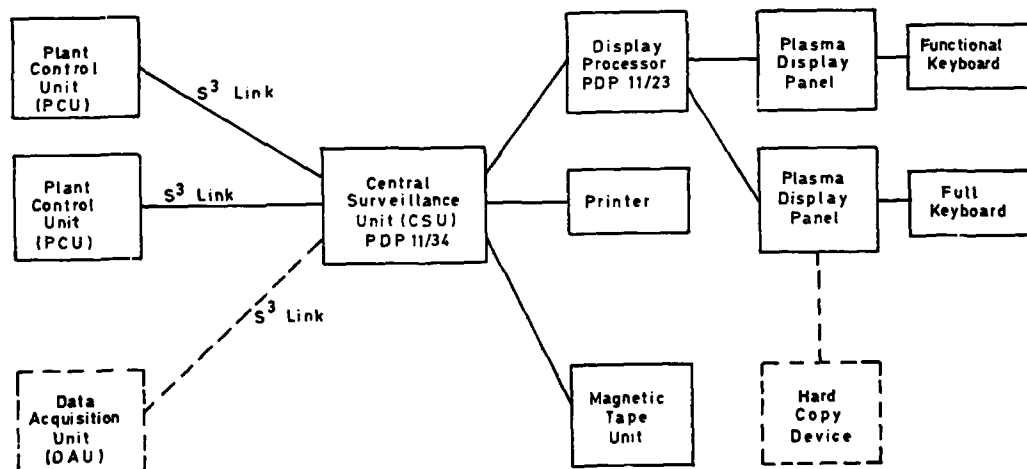 Plant
Control
Unit
(PCU)
S³ Link
Plant
Control
Unit
(PCU)
S³ Link
Data
Acquisition
Unit
(DAU)
S³ Link
Central
Surveillance
Unit (CSU)
PDP 11/34
Display
Processor
PDP 11/23
Printer
Magnetic
Tape
Unit
Plasma
Display
Panel
Functional
Keyboard
Plasma
Display
Panel
Full
Keyboard
Hard
Copy
Device